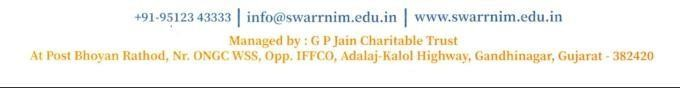 +91-95123 43333 | info@swarrnim.edu.in | www.swarrnim.edu.in
Managed by : G P Jain Charitable Trust
At Post Bhoyan Rathod, Nr. ONGC WSS, Opp. IFFCO, Adalaj-Kalol Highway, Gandhinagar, Gujarat - 382420